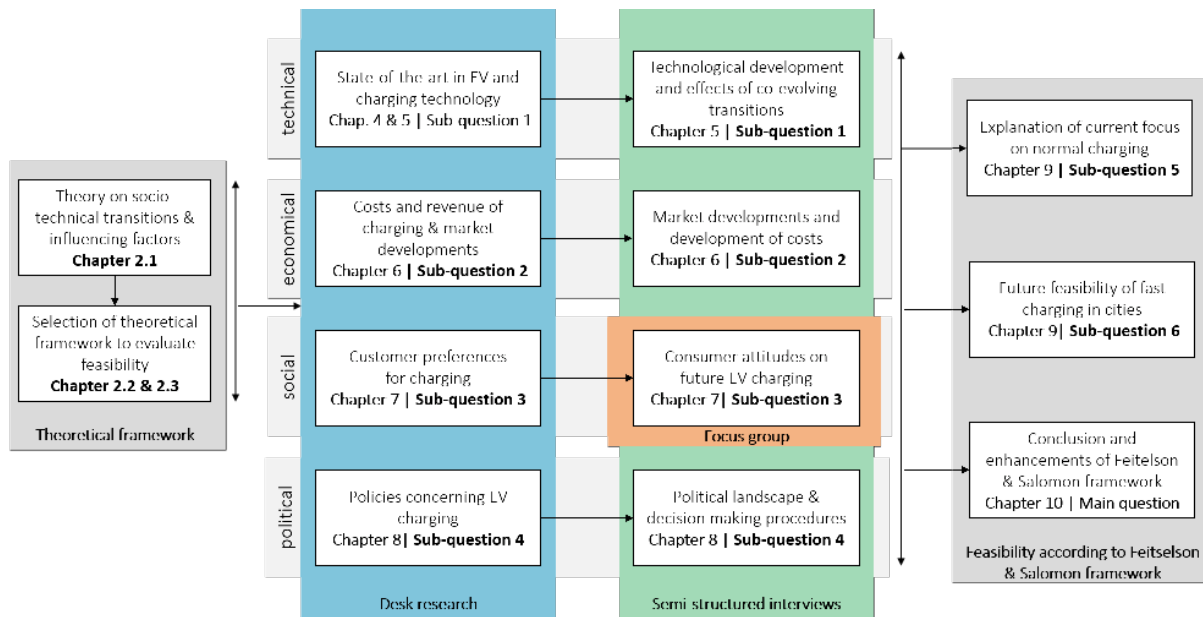 technical
State of the art in EV and
charging technology
Chap. 4 & 5 | Sub question 1
Technological development
and effects of co evolving
transitions
Chapter 5 | Sub-question 1
economical
Costs and revenue of
charging & market
developments
Chapter 6 | Sub-question 2
Market developments and
development of costs
Chapter 6 | Sub-question 2
social
Customer preferences
for charging
Chapter 7 | Sub-question 3
Consumer attitudes on
future EV charging
Chapter 7| Sub-question 3
Focus group
political
Policies concerning EV
charging
Chapter 8| Sub-question 4
Political landscape &
decision making procedures
Chapter 8 | Sub-question 4
Desk research
Semi structured interviews
Theory on socio
technical transitions &
influencing factors
Chapter 2.1
Selection of theoretical
framework to evaluate
feasibility
Chapter 2.2 & 2.3
Theoretical framework
Explanation of current focus
on normal charging
Chapter 9 | Sub-question 5
Future feasibility of fast
charging in cities
Chapter 9| Sub-question 6
Conclusion and
enhancements of Feitelson
& Salomon framework
Chapter 10 | Main question
Feasibility according to Feitselson
& Salomon framework